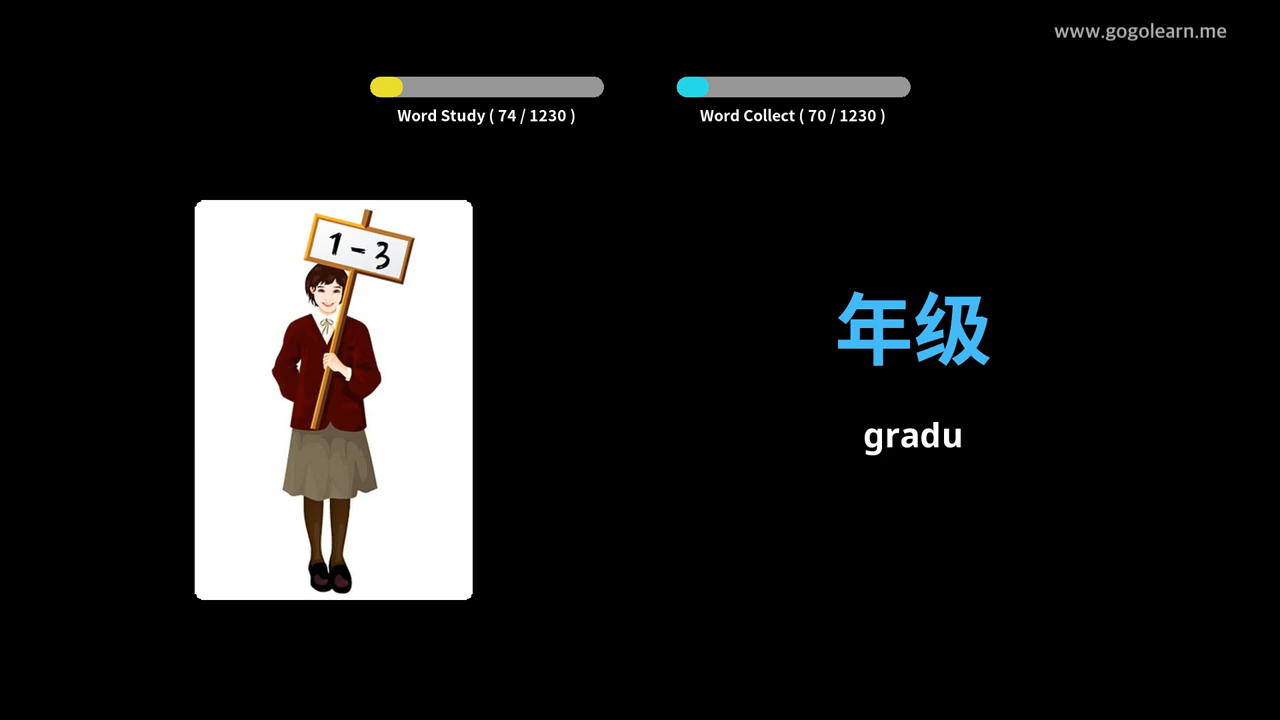 www.gogolearn.me
Word Study ( 74 / 1230 )
Word Collect ( 70 / 1230 )
1 - 3
年级
gradu